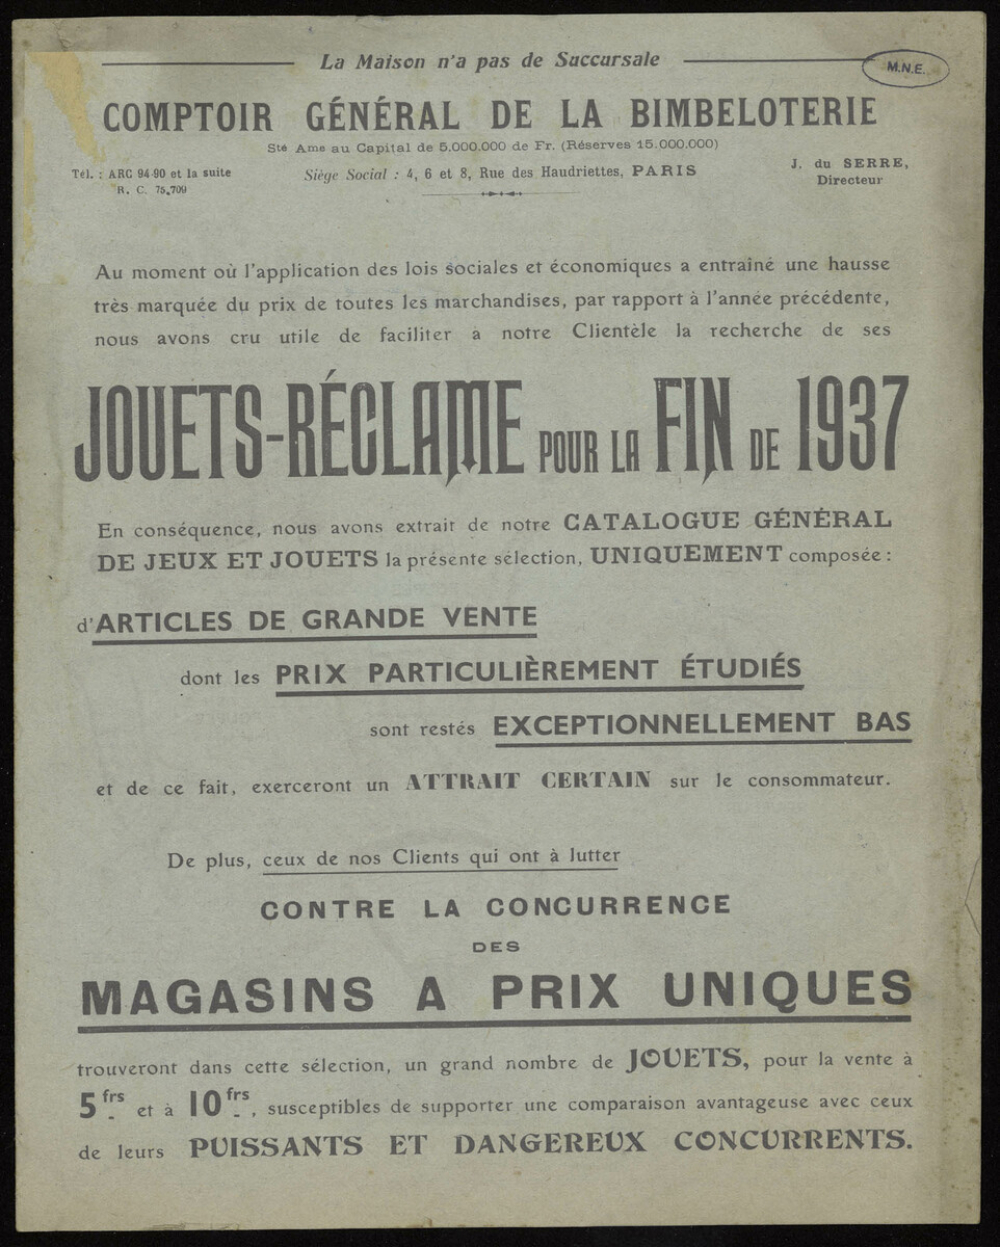 La Maison n'a pas de Succursale
M.N.E.
COMPTOIR GÉNÉRAL DE LA BIMBELOTERIE
Sté Ame au Capital de 5.000.000 de Fr. (Réserves 15.000.000)
Tél. : ARC 94-90 et la suite
R. C. 75.709
Siège Social : 4, 6 et 8, Rue des Haudriettes, PARIS
J. du SERRE,
Directeur
Au moment où l'application des lois sociales et économiques a entraîné une hausse
très marquée du prix de toutes les marchandises, par rapport à l'année précédente,
nous avons cru utile de faciliter a notre Clientèle la recherche de ses
JOUETS-RÉCLAME POUR LA FIN DE 1937
En conséquence, nous avons extrait de notre CATALOGUE GÉNÉRAL
DE JEUX ET JOUETS la présente sélection, UNIQUEMENT composée :
d'ARTICLES DE GRANDE VENTE
dont les PRIX PARTICULIÈREMENT ÉTUDIÉS
sont restés EXCEPTIONNELLEMENT BAS
et de ce fait, exerceront un ATTRAIT CERTAIN sur le consommateur.
De plus, ceux de nos Clients qui ont à lutter
CONTRE LA CONCURRENCE
DES
MAGASINS A PRIX UNIQUES
trouveront dans cette sélection, un grand nombre de JOUETS, pour la vente à
5 frs et à 10 frs, susceptibles de supporter une comparaison avantageuse avec ceux
de leurs PUISSANTS ET DANGEREUX CONCURRENTS.